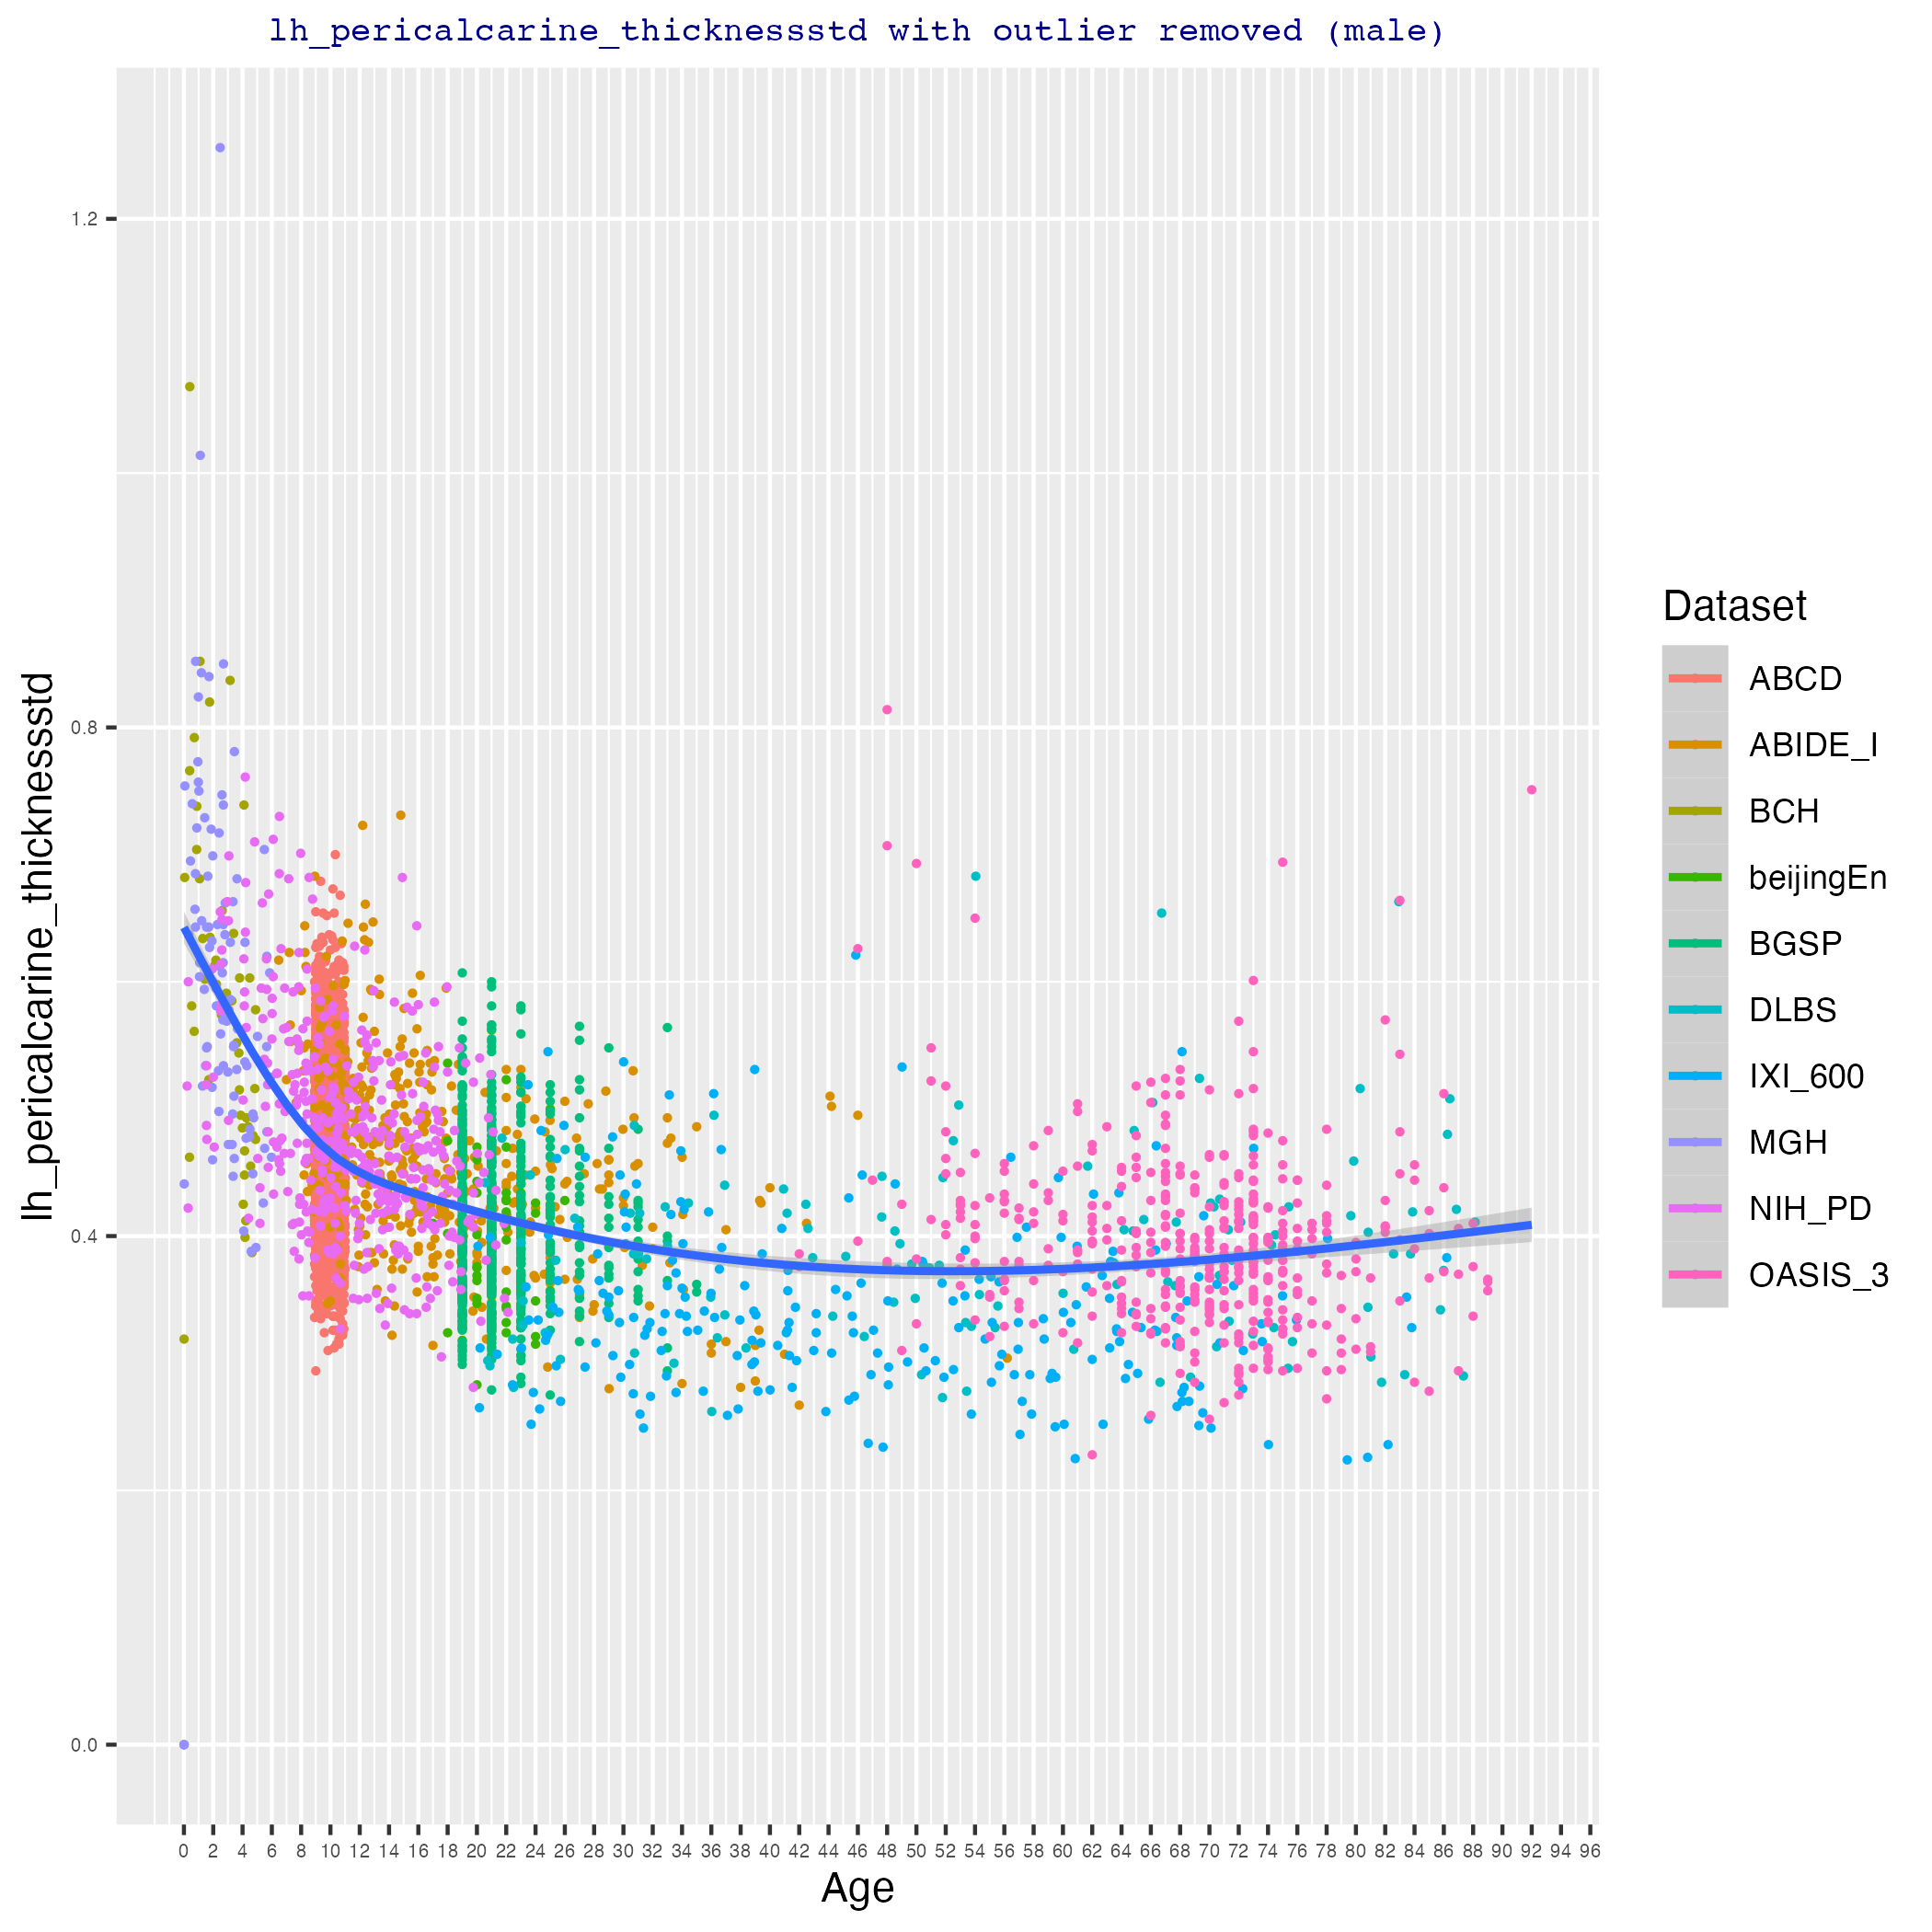 lh_pericalcarine_thicknessstd with outlier removed (male)
lh_pericalcarine_thicknessstd
1.2
0.8
0.4
0.0
0 2 4 6 8 10 12 14 16 18 20 22 24 26 28 30 32 34 36 38 40 42 44 46 48 50 52 54 56 58 60 62 64 66 68 70 72 74 76 78 80 82 84 86 88 90 92 94 96
Age
Dataset
ABCD
ABIDE_I
BCH
beijingEn
BGSP
DLBS
IXI_600
MGH
NIH_PD
OASIS_3